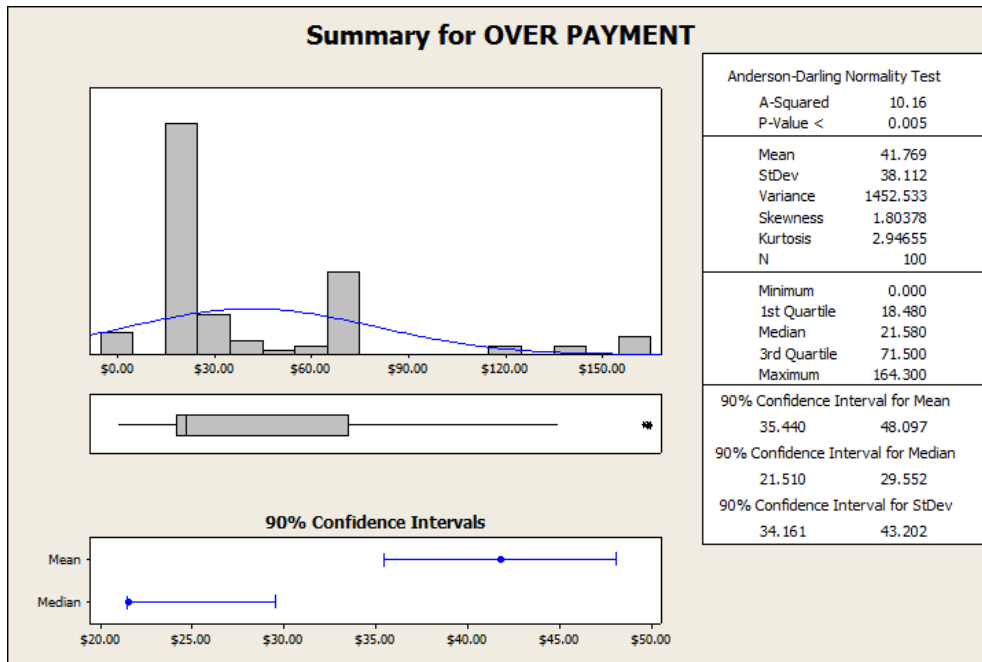 Summary for OVER PAYMENT
$0.00 $30.00 $60.00 $90.00 $120.00 $150.00
90% Confidence Intervals
Mean
Median
$20.00 $25.00 $30.00 $35.00 $40.00 $45.00 $50.00
Anderson-Darling Normality Test
A-Squared 10.16
P-Value < 0.005
Mean 41.769
StDev 38.112
Variance 1452.533
Skewness 1.80378
Kurtosis 2.94655
N 100
Minimum 0.000
1st Quartile 18.480
Median 21.580
3rd Quartile 71.500
Maximum 164.300
90% Confidence Interval for Mean
35.440 48.097
90% Confidence Interval for Median
21.510 29.552
90% Confidence Interval for StDev
34.161 43.202